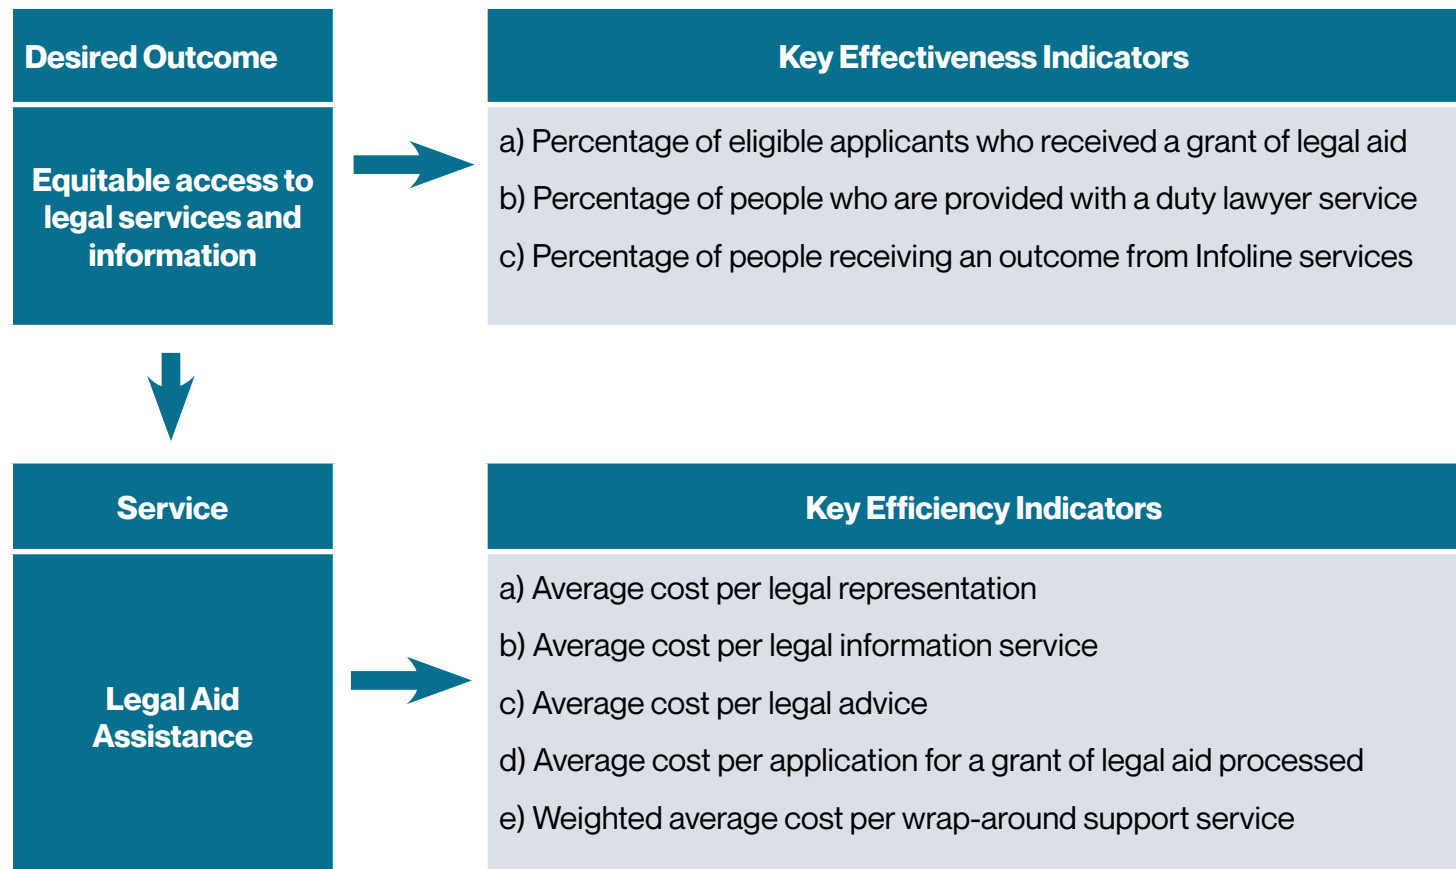 Desired Outcome
Key Effectiveness Indicators
Equitable access to
legal services and
information
a) Percentage of eligible applicants who received a grant of legal aid
b) Percentage of people who are provided with a duty lawyer service
c) Percentage of people receiving an outcome from Infoline services
Service
Key Efficiency Indicators
Legal Aid
Assistance
a) Average cost per legal representation
b) Average cost per legal information service
c) Average cost per legal advice
d) Average cost per application for a grant of legal aid processed
e) Weighted average cost per wrap-around support service